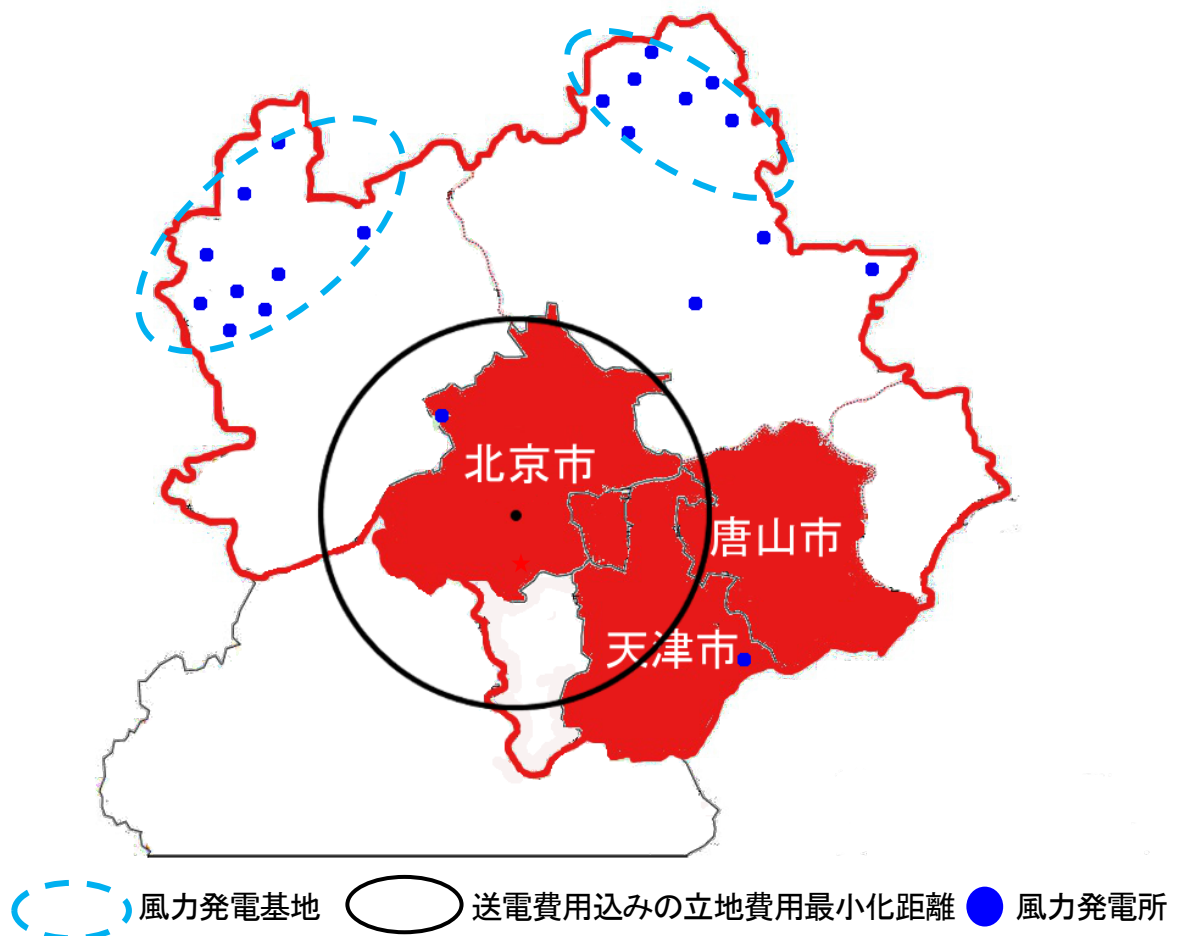 北京市
唐山市
天津市
風力発電基地
送電費用込みの立地費用最小化距離
風力発電所